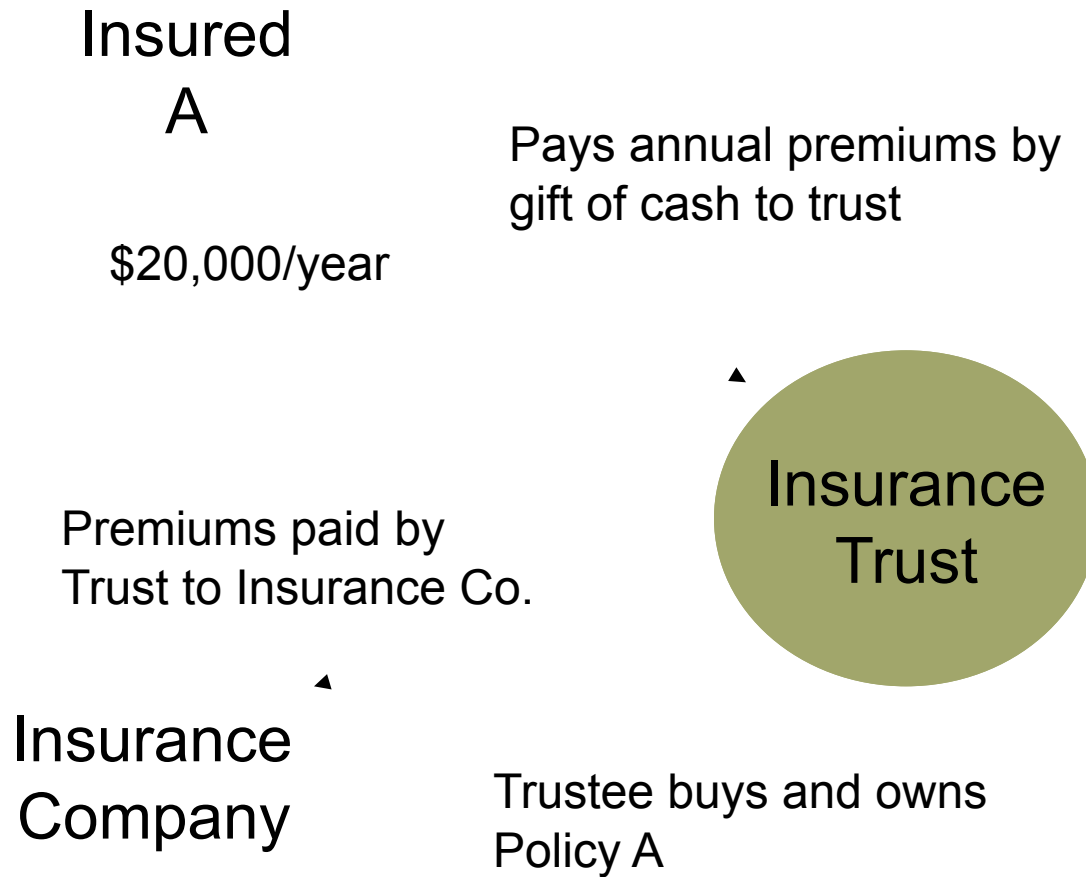 Insured
A
Pays annual premiums by
gift of cash to trust
$20,000/year
Insurance
Trust
Premiums paid by
Trust to Insurance Co.
Insurance
Company
Trustee buys and owns
Policy A